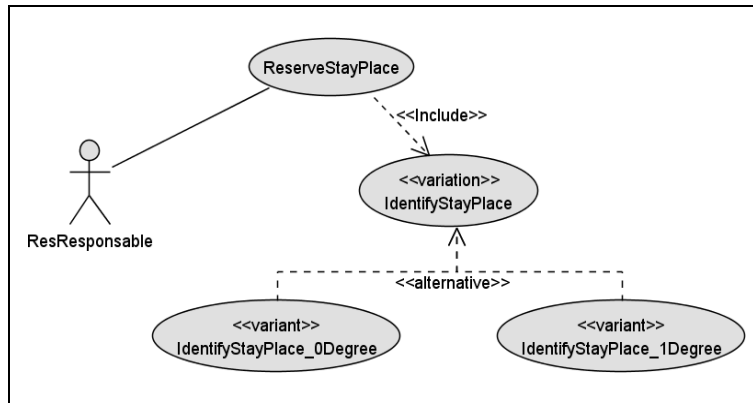 ReserveStayPlace
<<Include>>
<<variation>>
IdentifyStayPlace
ResResponsable
<<alternative>>
<<variant>>
IdentifyStayPlace_0Degree
<<variant>>
IdentifyStayPlace_1Degree